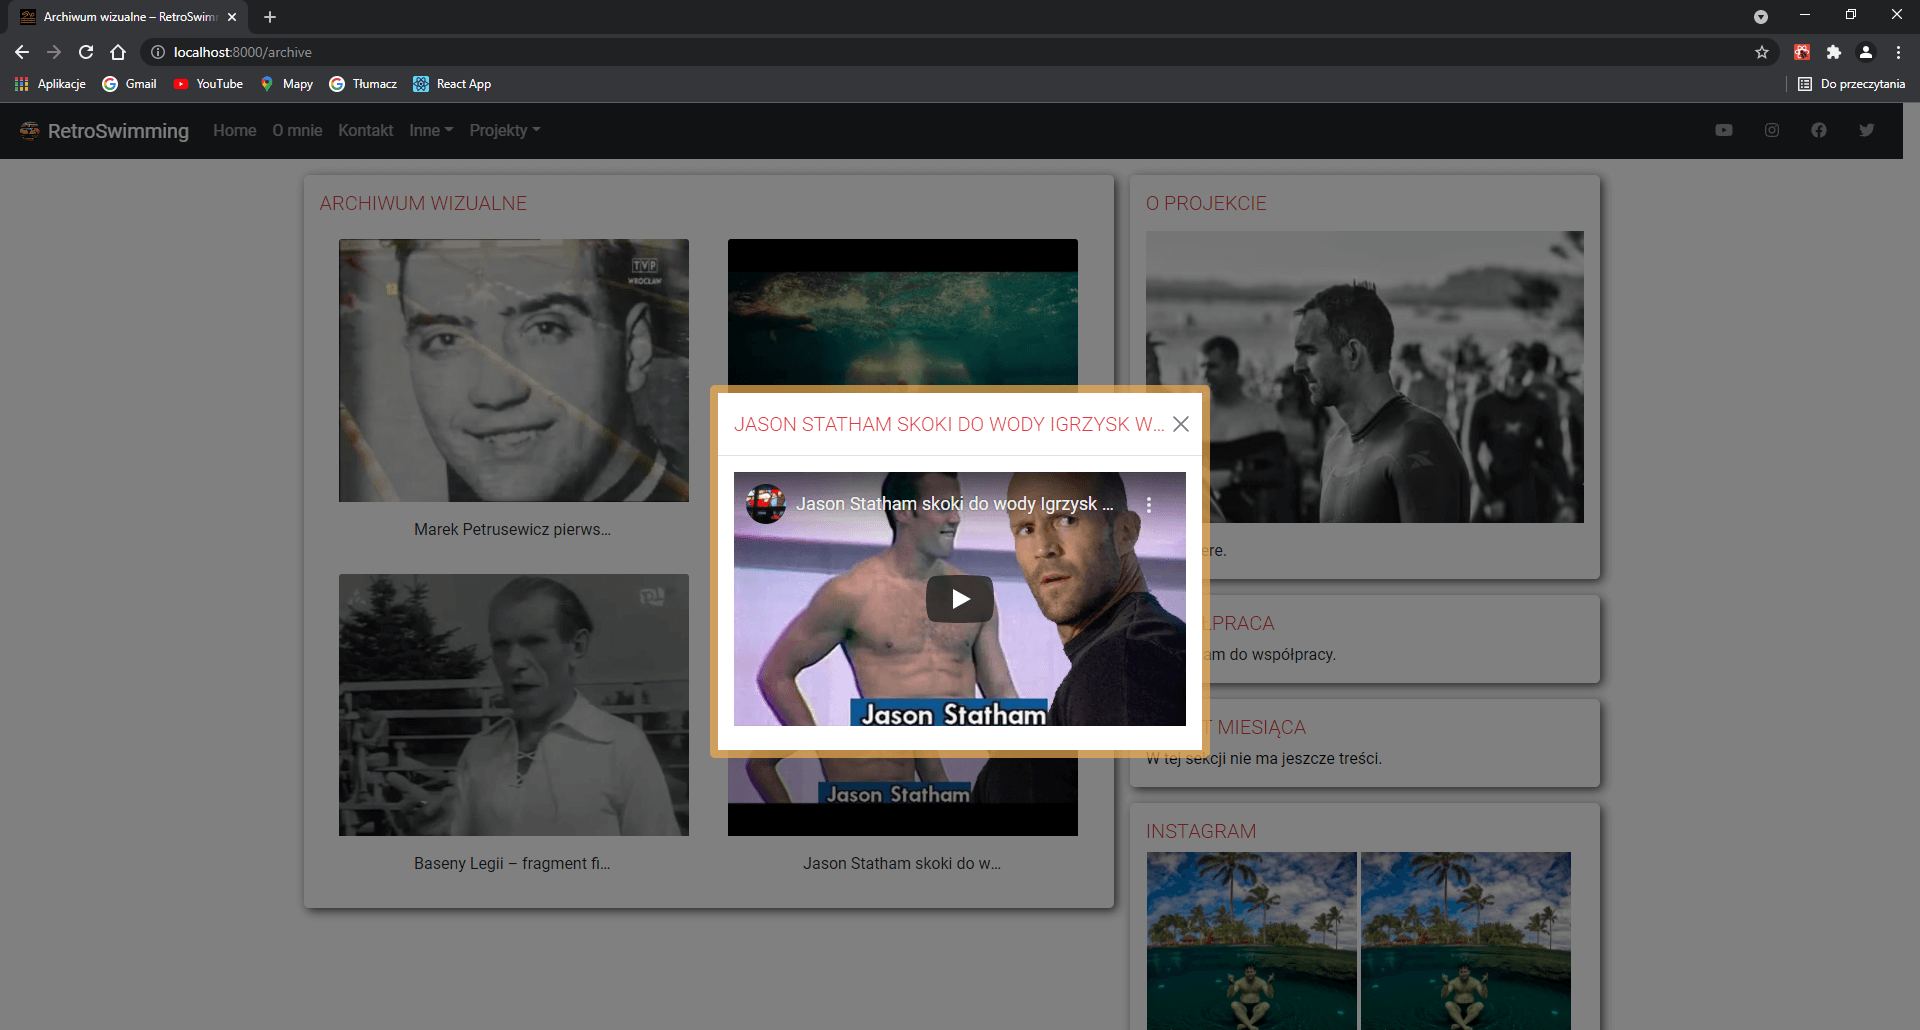 Archiwum wizualne – RetroSwimm
localhost:8000/archive
Aplikacje Gmail YouTube Mapy Tłumacz React App Do przeczytania
RetroSwimming Home O mnie Kontakt Inne Projekty
ARCHIWUM WIZUALNE
TVP
WROCŁAW
Marek Petrusewicz pierws...
Baseny Legii – fragment fi...
Jason Statham
Jason Statham skoki do w...
JASON STATHAM SKOKI DO WODY IGRZYSK W...
Jason Statham skoki do wody Igrzysk ...
Jason Statham
O PROJEKCIE
ere.
ŁPRACA
am do współpracy.
T MIESIĄCA
W tej sekcji nie ma jeszcze treści.
INSTAGRAM